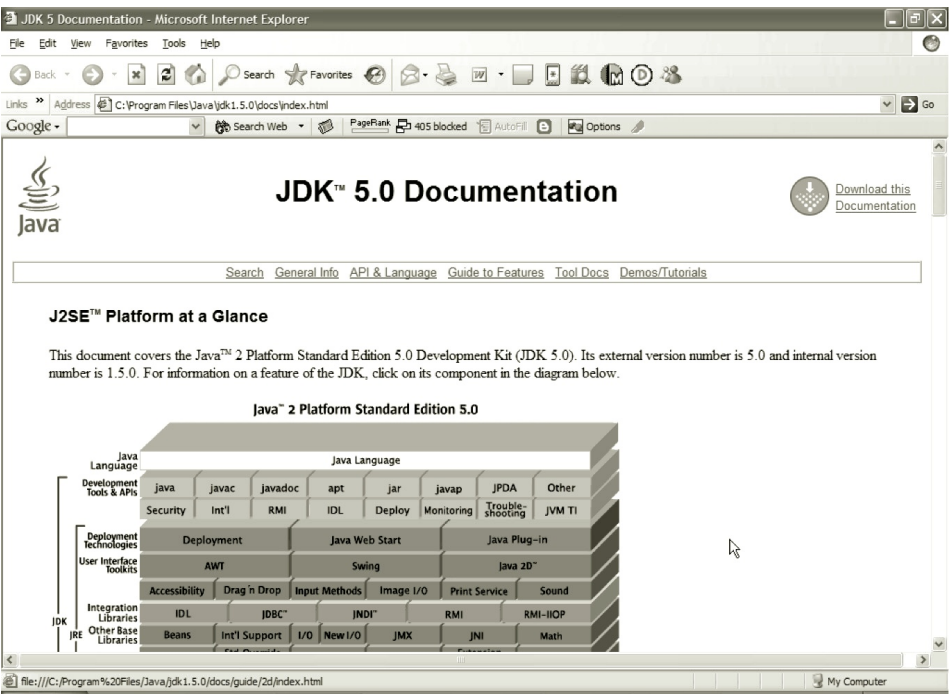 JDK 5 Documentation - Microsoft Internet Explorer
File Edit View Favorites Tools Help
Back Search Favorites
Links » Address C:\Program Files\Java\jdk1.5.0\docs\index.html Go
Google Search Web PageRank 405 blocked AutoFill Options
Java
JDK™ 5.0 Documentation
Download this
Documentation
Search General Info API & Language Guide to Features Tool Docs Demos/Tutorials
J2SE™ Platform at a Glance
This document covers the Java™ 2 Platform Standard Edition 5.0 Development Kit (JDK 5.0). Its external version number is 5.0 and internal version
number is 1.5.0. For information on a feature of the JDK, click on its component in the diagram below.
Java™ 2 Platform Standard Edition 5.0
Java
Language
Java Language
Development
Tools & APIs
java javac javadoc apt jar javap JPDA Other
Security Int'l RMI IDL Deploy Monitoring Trouble-
shooting JVM TI
Deployment
Technologies
Deployment Java Web Start Java Plug-in
User Interface
Toolkits
AWT Swing Java 2D™
Accessibility Drag'n Drop Input Methods Image I/O Print Service Sound
Integration
Libraries
IDL JDBC™ JNDI™ RMI RMI-IIOP
JDK
JRE
Other Base
Libraries
Beans Int'l Support I/O New I/O JMX JNI Math
file:///C:/Program%20Files/Java/jdk1.5.0/docs/guide/2d/index.html My Computer